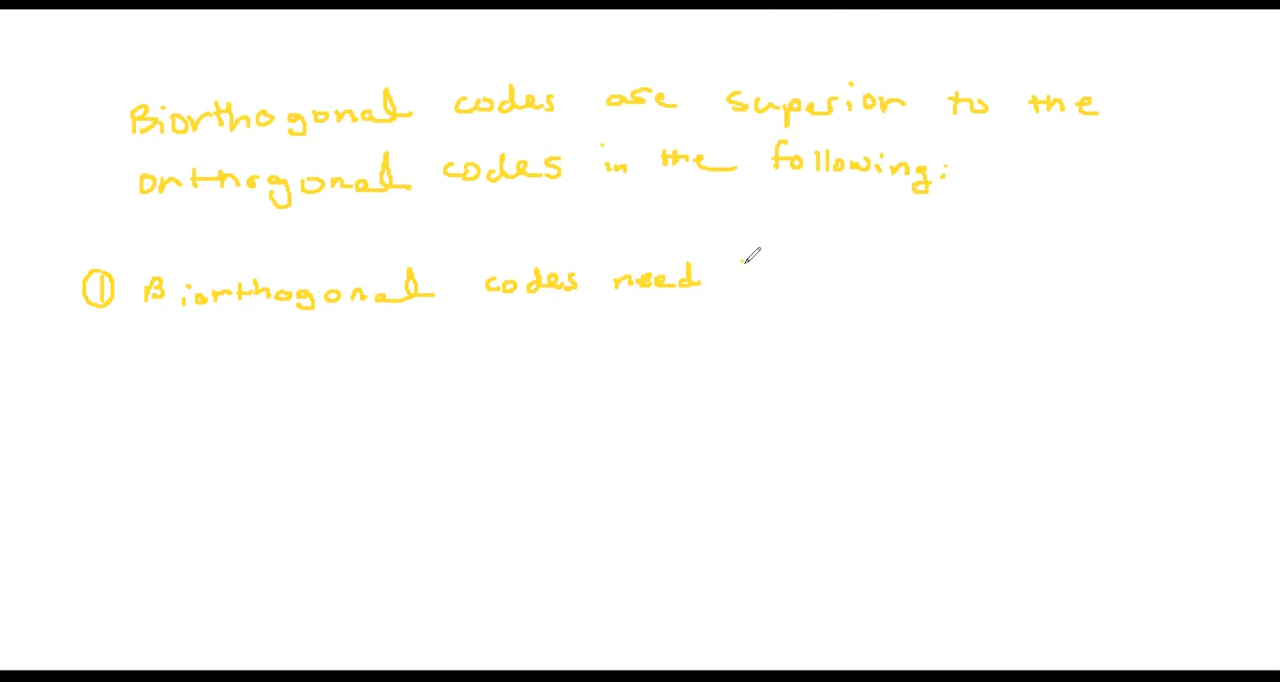 Biorthogonal codes are superior to the
orthogonal codes in the following:
① Biorthogonal codes need